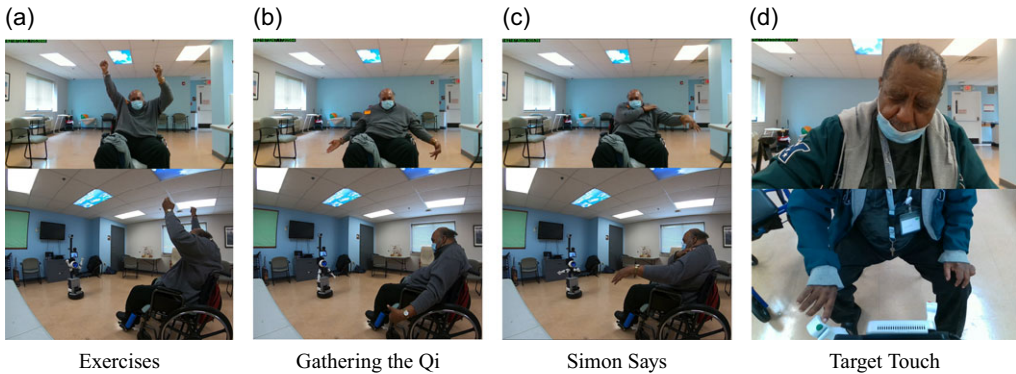 (a)
(b)
(c)
(d)
Exercises
Gathering the Qi
Simon Says
Target Touch